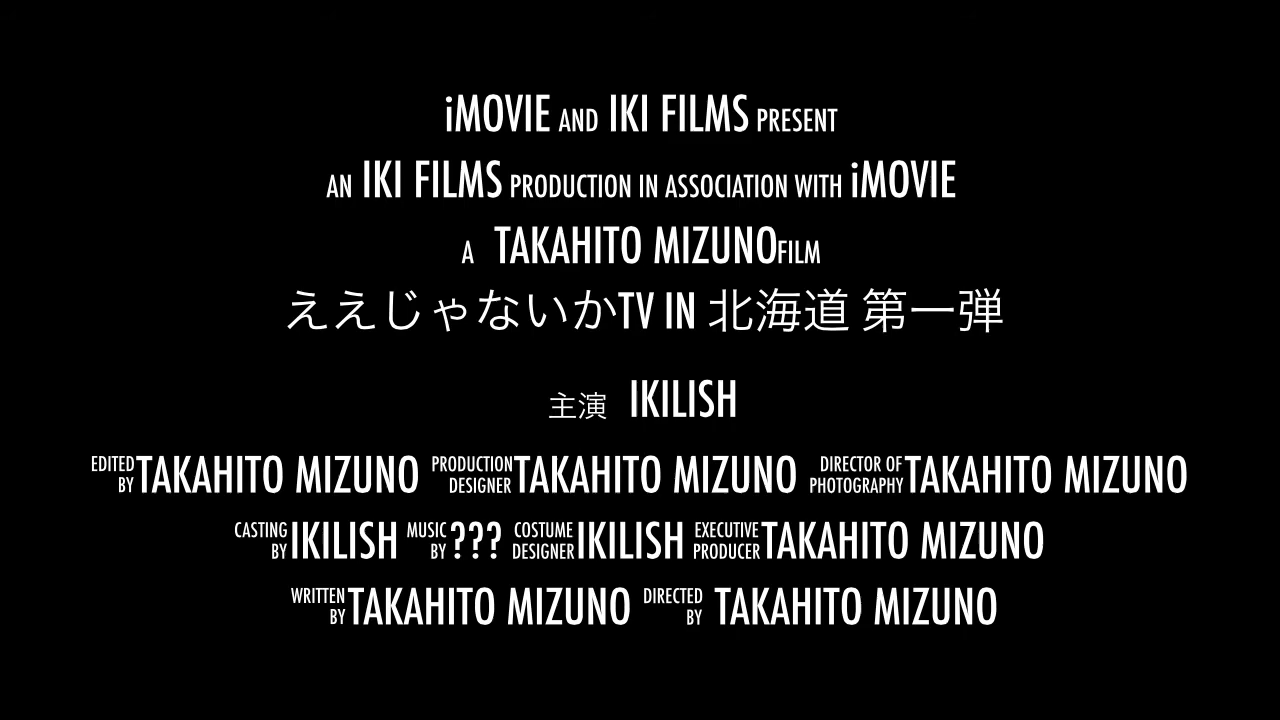 iMOVIE AND IKI FILMS PRESENT
AN IKI FILMS PRODUCTION IN ASSOCIATION WITH iMOVIE
A TAKAHITO MIZUNOFILM
ええじゃないかTV IN 北海道 第一弾
主演 IKILISH
EDITED BY TAKAHITO MIZUNO PRODUCTION DESIGNER TAKAHITO MIZUNO DIRECTOR OF PHOTOGRAPHY TAKAHITO MIZUNO
CASTING BY IKILISH MUSIC BY ??? COSTUME DESIGNER IKILISH EXECUTIVE PRODUCER TAKAHITO MIZUNO
WRITTEN BY TAKAHITO MIZUNO DIRECTED BY TAKAHITO MIZUNO